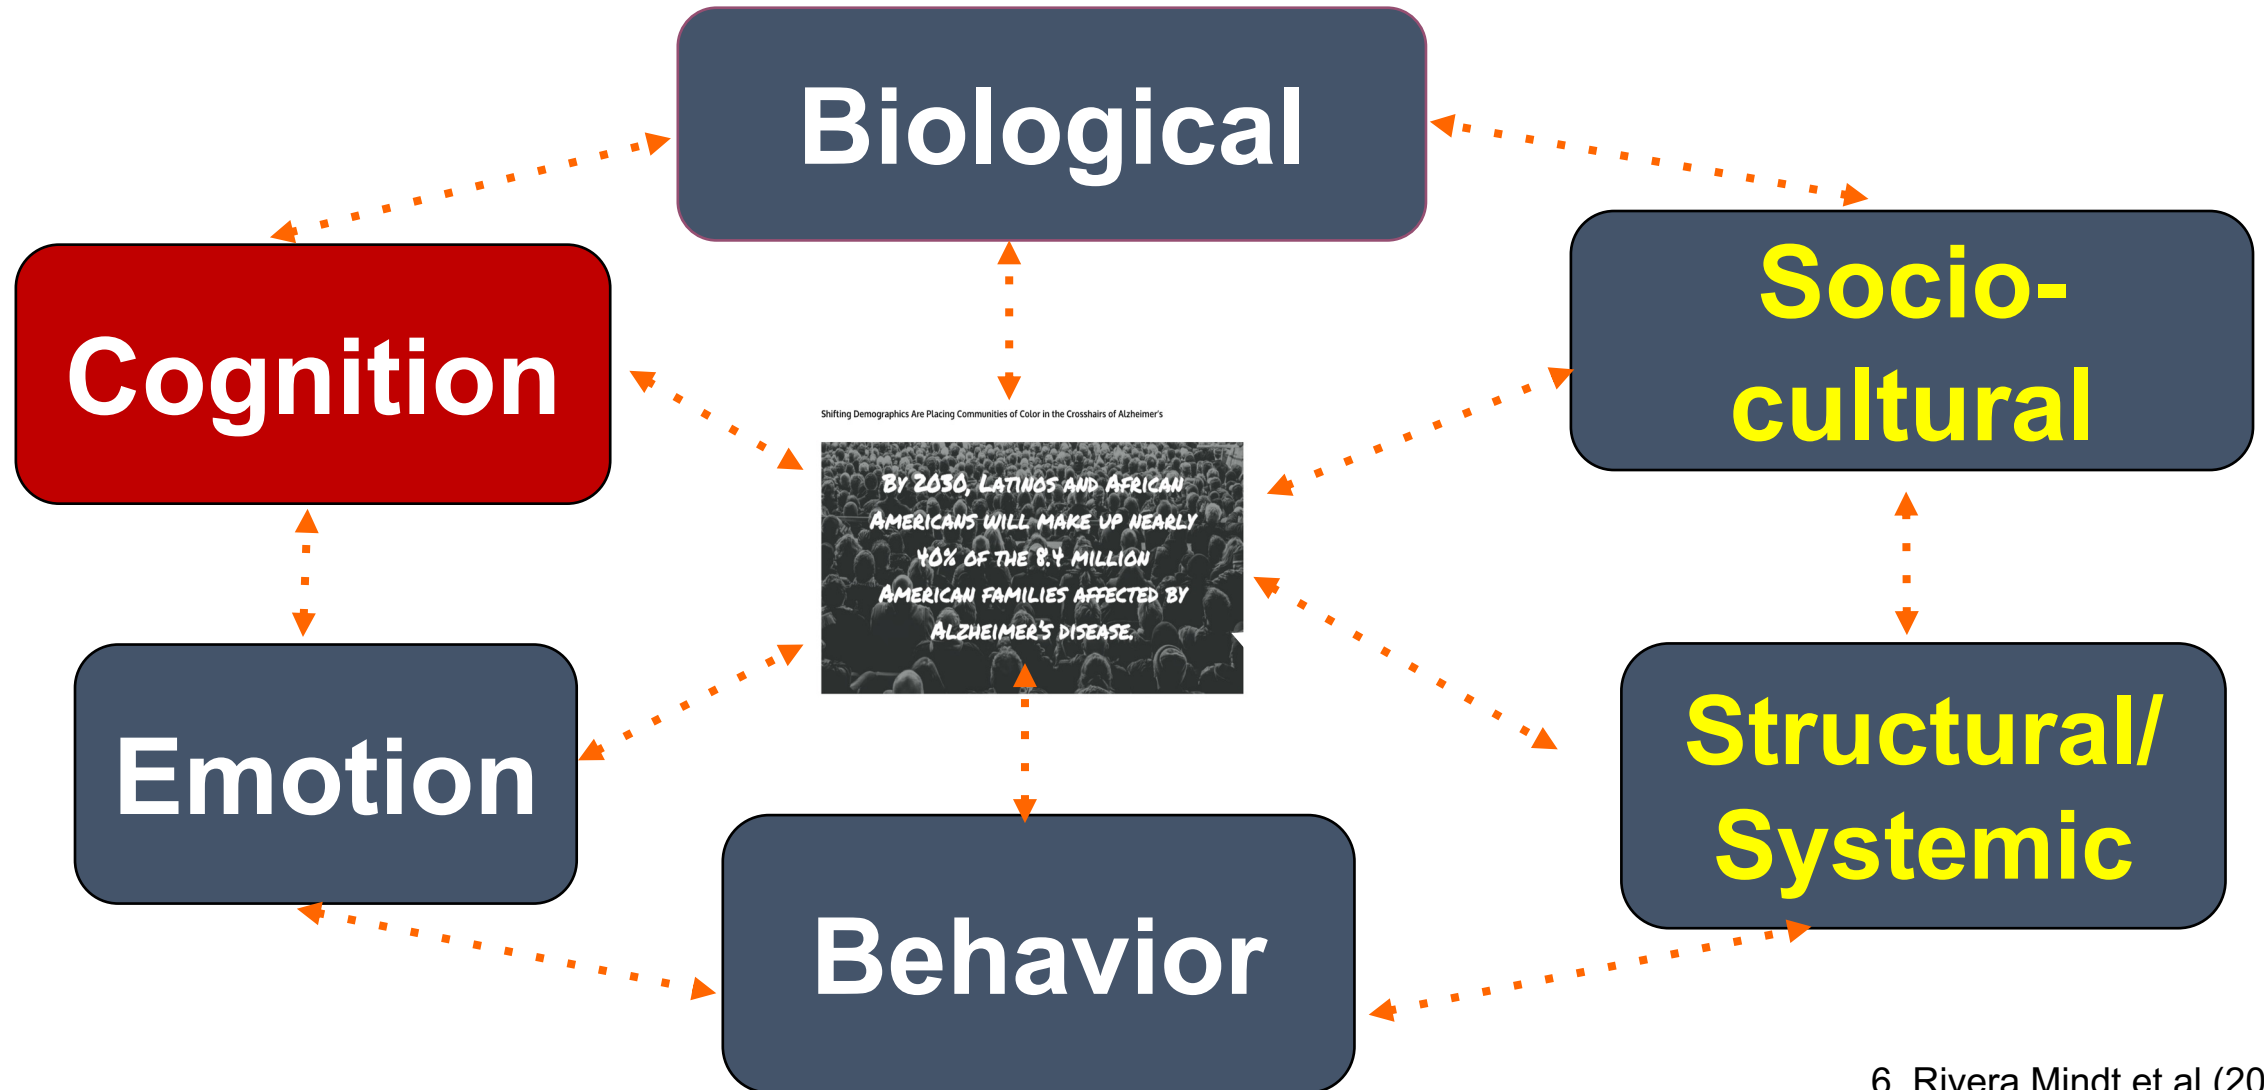 Biological
Cognition
Socio-
cultural
Shifting Demographics Are Placing Communities of Color in the Crosshairs of Alzheimer's
By 2030, Latinos and African
Americans will make up nearly
40% of the 8.4 million
American families affected by
Alzheimer's disease.
Emotion
Structural/
Systemic
Behavior
6. Rivera Mindt et al (20